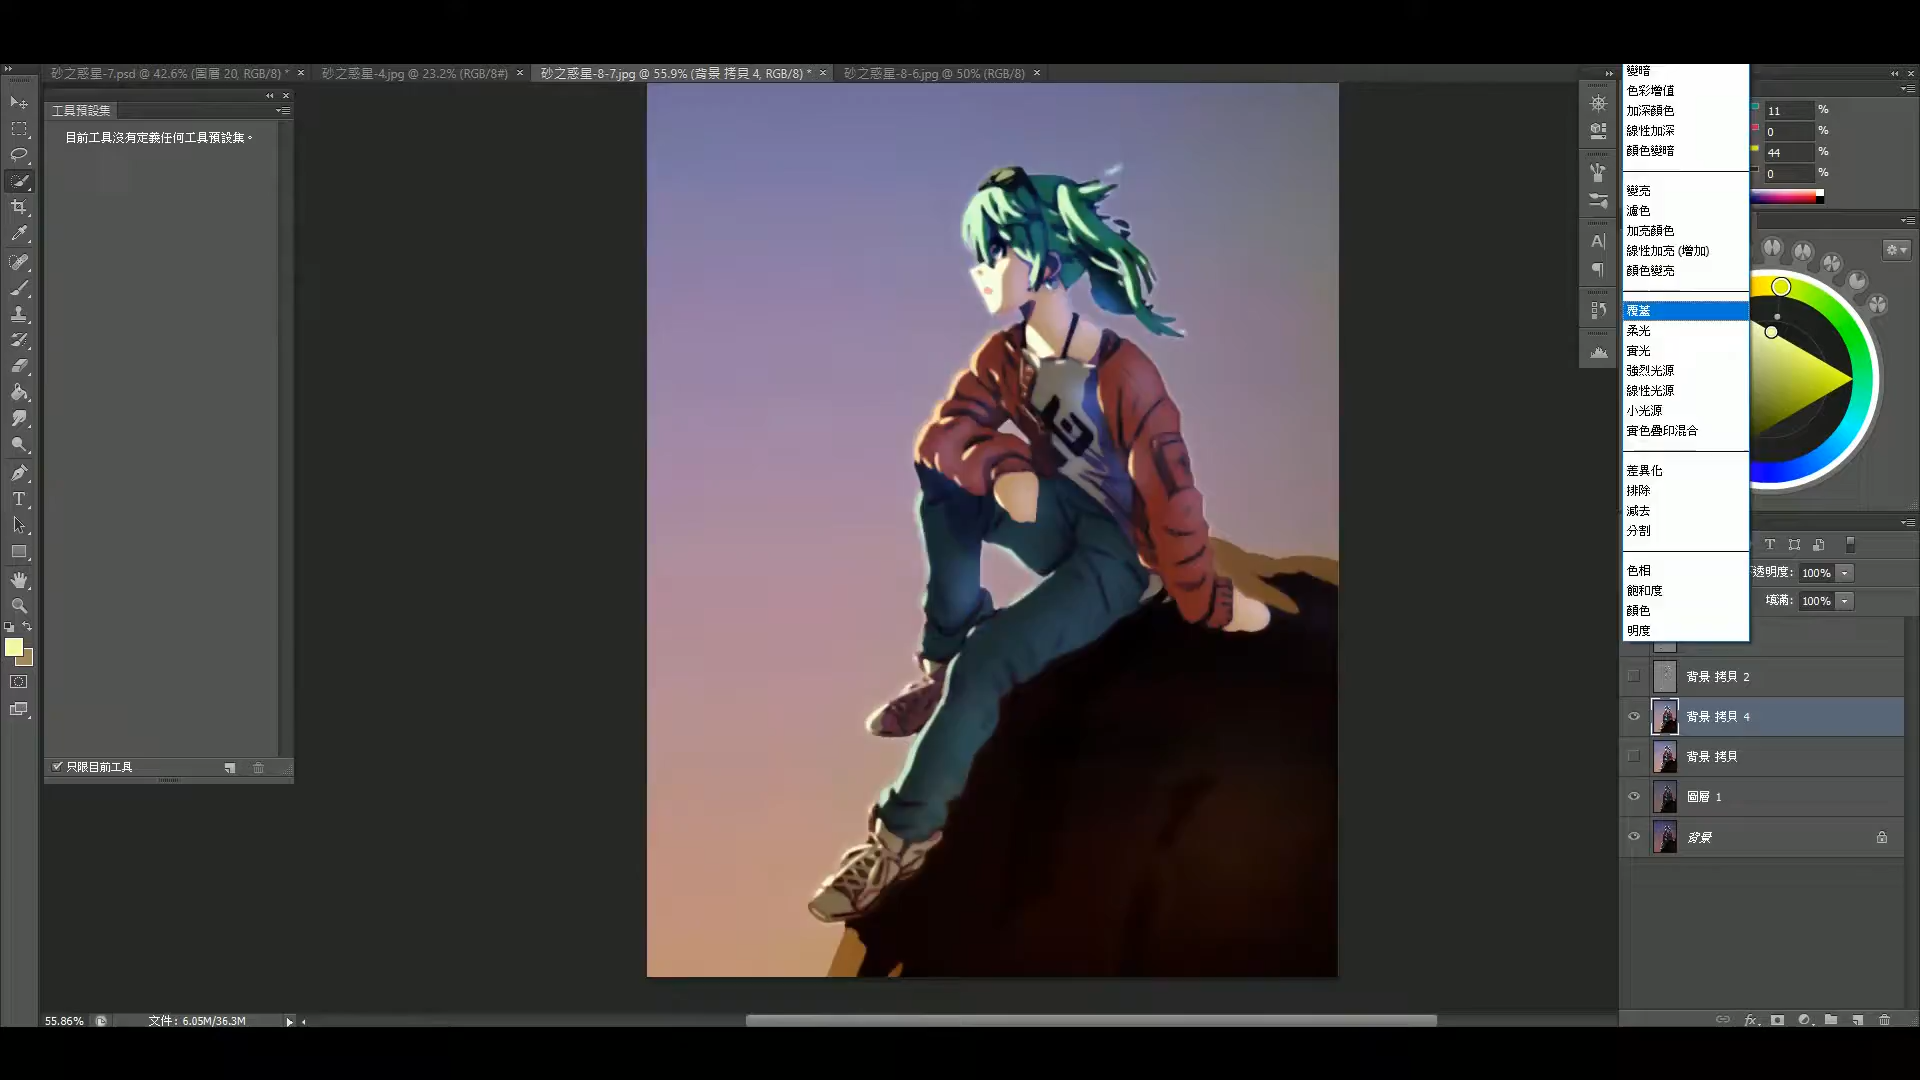 砂之惑星-7.psd @ 42.6% (圖層 20, RGB/8) *
砂之惑星-4.jpg @ 23.2% (RGB/8#)
砂之惑星-8-7.jpg @ 55.9% (背景 拷貝 4, RGB/8) *
砂之惑星-8-6.jpg @ 50% (RGB/8)
工具預設集
目前工具沒有定義任何工具預設集。
只限目前工具
變暗
色彩增值
加深顏色
線性加深
顏色變暗
變亮
濾色
加亮顏色
線性加亮 (增加)
顏色變亮
覆蓋
柔光
實光
強烈光源
線性光源
小光源
實色疊印混合
差異化
排除
減去
分割
色相
飽和度
顏色
明度
11 %
0 %
44 %
0 %
透明度: 100%
填滿: 100%
背景 拷貝 2
背景 拷貝 4
背景 拷貝
圖層 1
背景
55.86%
文件: 6.05M/36.3M